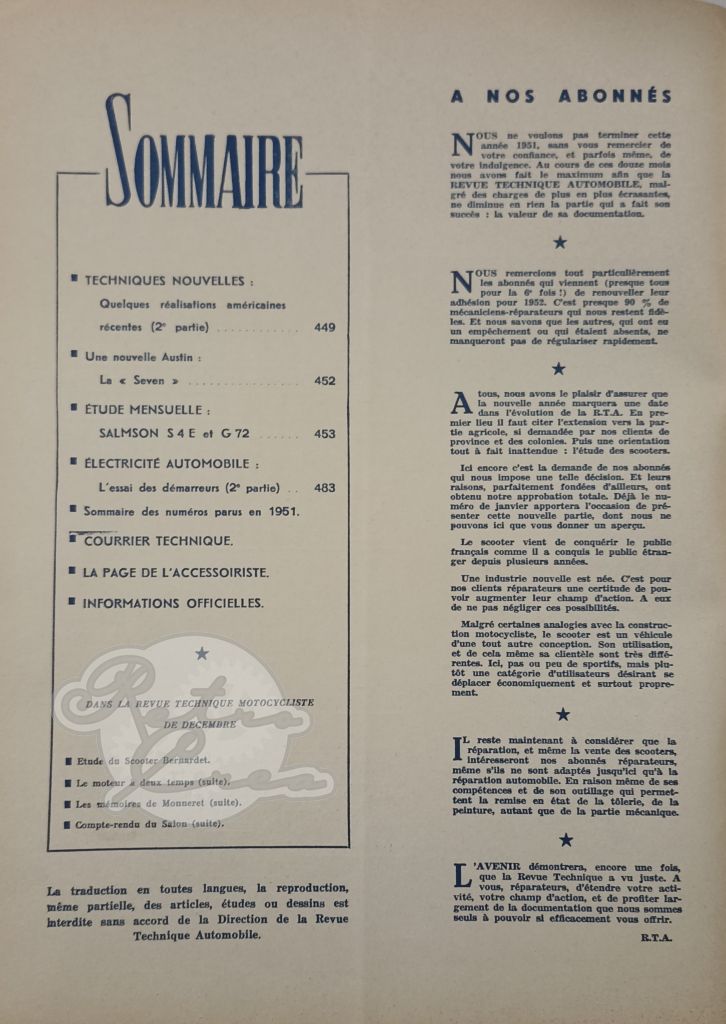 SOMMAIRE
TECHNIQUES NOUVELLES :
Quelques réalisations américaines
récentes (2e partie) ............ 449
Une nouvelle Austin :
La « Seven » ................ 452
ÉTUDE MENSUELLE :
SALMSON S 4 E et G 72 ...... 453
ÉLECTRICITÉ AUTOMOBILE :
L'essai des démarreurs (2e partie) .. 483
Sommaire des numéros parus en 1951.
COURRIER TECHNIQUE.
LA PAGE DE L'ACCESSOIRISTE.
INFORMATIONS OFFICIELLES.
DANS LA REVUE TECHNIQUE MOTOCYCLISTE
DE DECEMBRE
Etude du Scooter Bernardet.
Le moteur à deux temps (suite).
Les mémoires de Monneret (suite).
Compte-rendu du Salon (suite).
Retro
La traduction en toutes langues, la reproduction,
même partielle, des articles, études ou dessins est
interdite sans accord de la Direction de la Revue
Technique Automobile.
A NOS ABONNÉS
NOUS ne voulons pas terminer cette
année 1951, sans vous remercier de
votre confiance, et parfois même, de
votre indulgence. Au cours de ces douze mois
nous avons fait le maximum afin que la
REVUE TECHNIQUE AUTOMOBILE, mal-
gré des charges de plus en plus écrasantes,
ne diminue en rien la partie qui a fait son
succès : la valeur de sa documentation.
NOUS remercions tout particulièrement
les abonnés qui viennent (presque tous
pour la 6e fois !) de renouveller leur
adhésion pour 1952. C'est presque 90 % de
mécaniciens-réparateurs qui nous restent fidè-
les. Et nous savons que les autres, qui ont eu
un empêchement ou qui étaient absents, ne
manqueront pas de régulariser rapidement.
A tous, nous avons le plaisir d'assurer que
la nouvelle année marquera une date
dans l'évolution de la R.T.A. En pre-
mier lieu il faut citer l'extension vers la par-
tie agricole, si demandée par nos clients de
province et des colonies. Puis une orientation
tout à fait inattendue : l'étude des scooters.
Ici encore c'est la demande de nos abonnés
qui nous impose une telle décision. Et leurs
raisons, parfaitement fondées d'ailleurs, ont
obtenu notre approbation totale. Déjà le nu-
méro de janvier apportera l'occasion de pré-
senter cette nouvelle partie, dont nous ne
pouvons ici que vous donner un aperçu.
Le scooter vient de conquérir le public
français comme il a conquis le public étran-
ger depuis plusieurs années.
Une industrie nouvelle est née. C'est pour
nos clients réparateurs une certitude de pou-
voir augmenter leur champ d'action. A eux
de ne pas négliger ces possibilités.
Malgré certaines analogies avec la construc-
tion motocycliste, le scooter est un véhicule
d'une tout autre conception. Son utilisation,
et de cela même sa clientèle sont très diffé-
rentes. Ici, pas ou peu de sportifs, mais plu-
tôt une catégorie d'utilisateurs désirant se
déplacer économiquement et surtout propre-
ment.
IL reste maintenant à considérer que la
réparation, et même la vente des scooters,
intéresseront nos abonnés réparateurs,
même s'ils ne sont adaptés jusqu'ici qu'à la
réparation automobile. En raison même de ses
compétences et de son outillage qui permet-
tent la remise en état de la tôlerie, de la
peinture, autant que de la partie mécanique.
L'AVENIR démontrera, encore une fois,
que la Revue Technique a vu juste. A
vous, réparateurs, d'étendre votre acti-
vité, votre champ d'action, et de profiter lar-
gement de la documentation que nous sommes
seuls à pouvoir si efficacement vous offrir.
R.T.A.